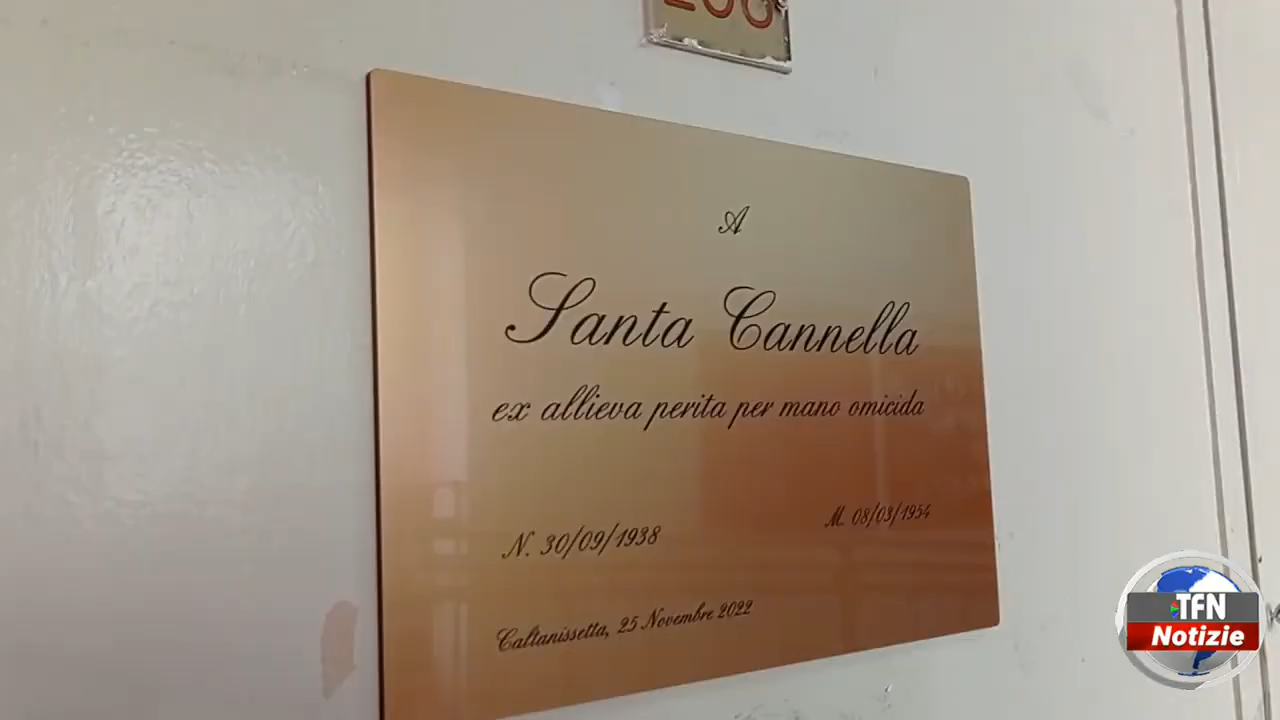 A
Santa Cannella
ex allieva perita per mano omicida
N. 30/09/1938
M. 08/03/1954
Caltanissetta, 25 Novembre 2022
TFN
Notizie